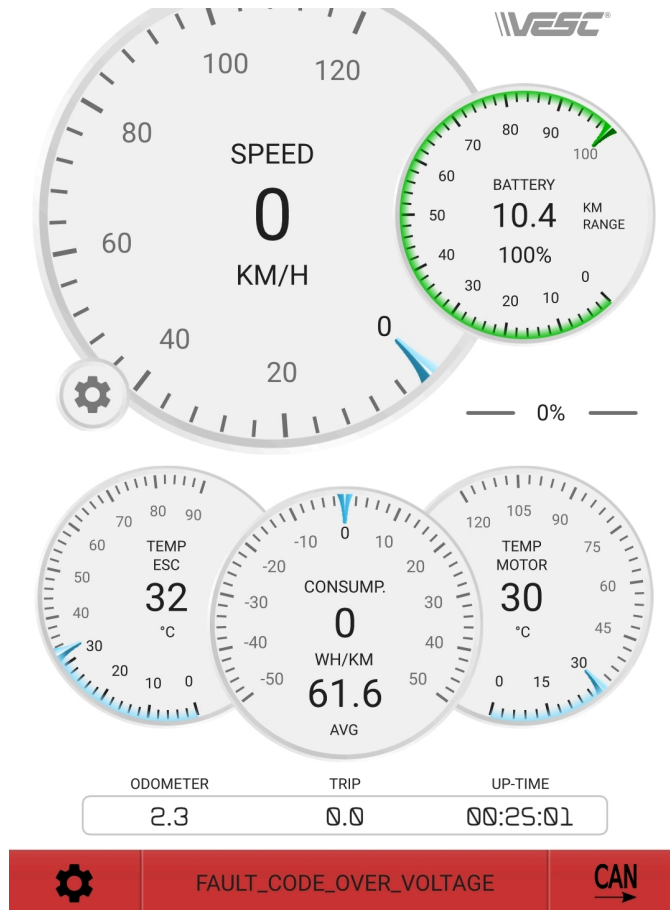 VESC®
100
120
80
SPEED
0
KM/H
60
40
20
0
70
80
90
100
60
BATTERY
50
10.4
KM
RANGE
100%
40
30
20
10
0
0%
70
80
90
60
TEMP
ESC
50
32
40
°C
30
20
10
0
0
-10
10
-20
20
CONSUMP.
-30
0
30
-40
WH/KM
40
-50
61.6
50
AVG
120
105
90
TEMP
MOTOR
75
60
30
45
°C
30
0
15
ODOMETER
TRIP
UP-TIME
2.3
0.0
00:25:01
FAULT_CODE_OVER_VOLTAGE
CAN